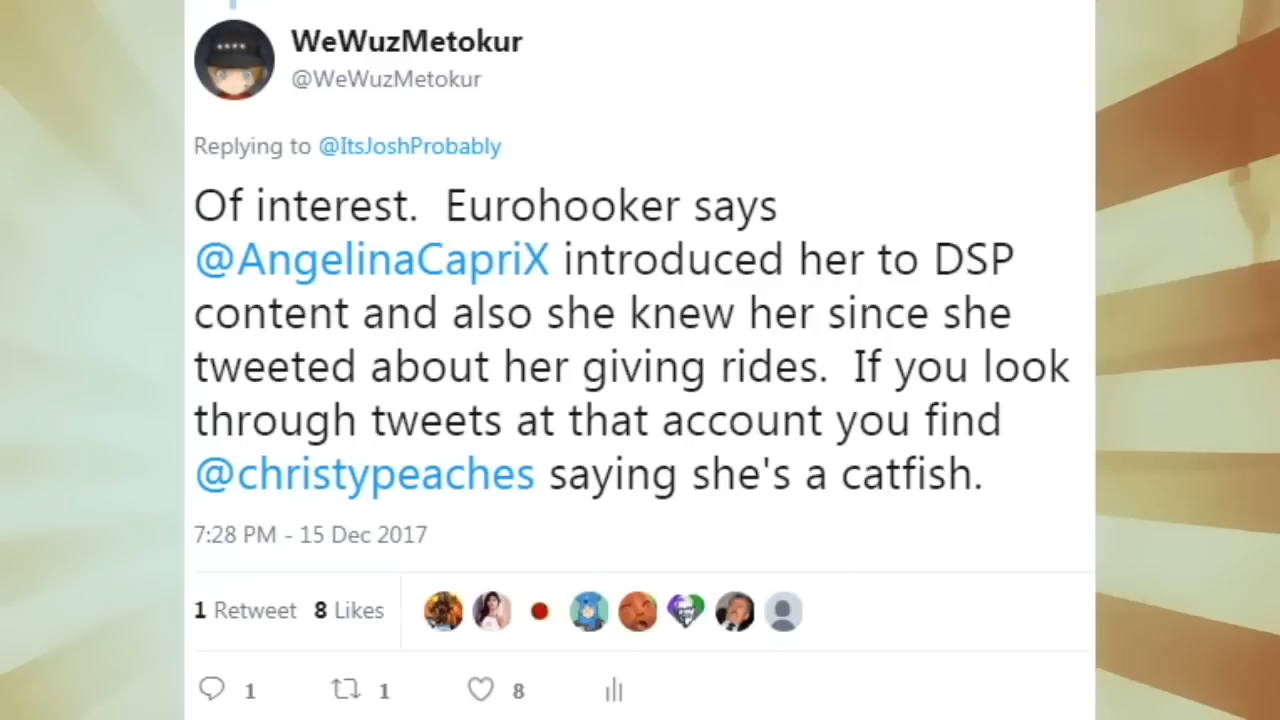 WeWuzMetokur
@WeWuzMetokur
Replying to @ItsJoshProbably
Of interest.  Eurohooker says
@AngelinaCapriX introduced her to DSP
content and also she knew her since she
tweeted about her giving rides.  If you look
through tweets at that account you find
@christypeaches saying she's a catfish.
7:28 PM - 15 Dec 2017
1 Retweet 8 Likes
1 1 8